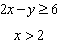 2x − y ≥ 6
x > 2